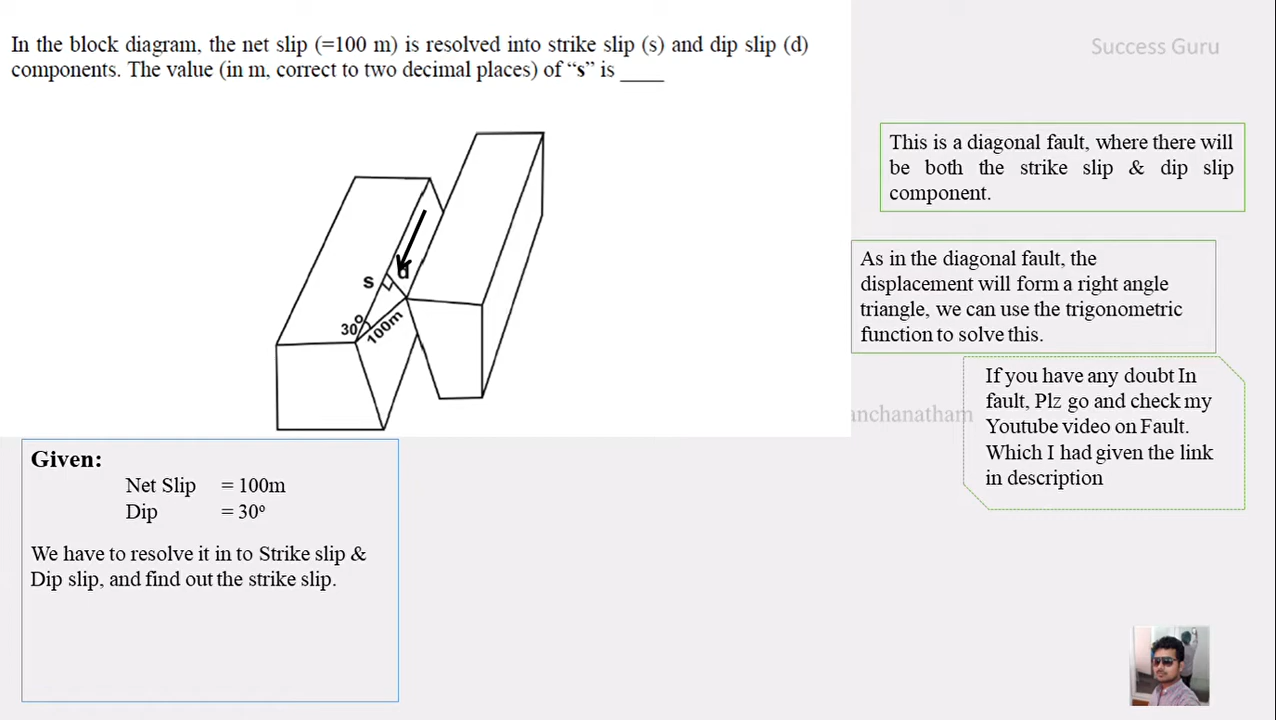 In the block diagram, the net slip (=100 m) is resolved into strike slip (s) and dip slip (d)
components. The value (in m, correct to two decimal places) of “s” is ____
Success Guru
This is a diagonal fault, where there will
be both the strike slip & dip slip
component.
As in the diagonal fault, the
displacement will form a right angle
triangle, we can use the trigonometric
function to solve this.
s
d
30°
100m
If you have any doubt In
fault, Plz go and check my
Youtube video on Fault.
Which I had given the link
in description
anchanatham
Given:
Net Slip = 100m
Dip = 30º
We have to resolve it in to Strike slip &
Dip slip, and find out the strike slip.